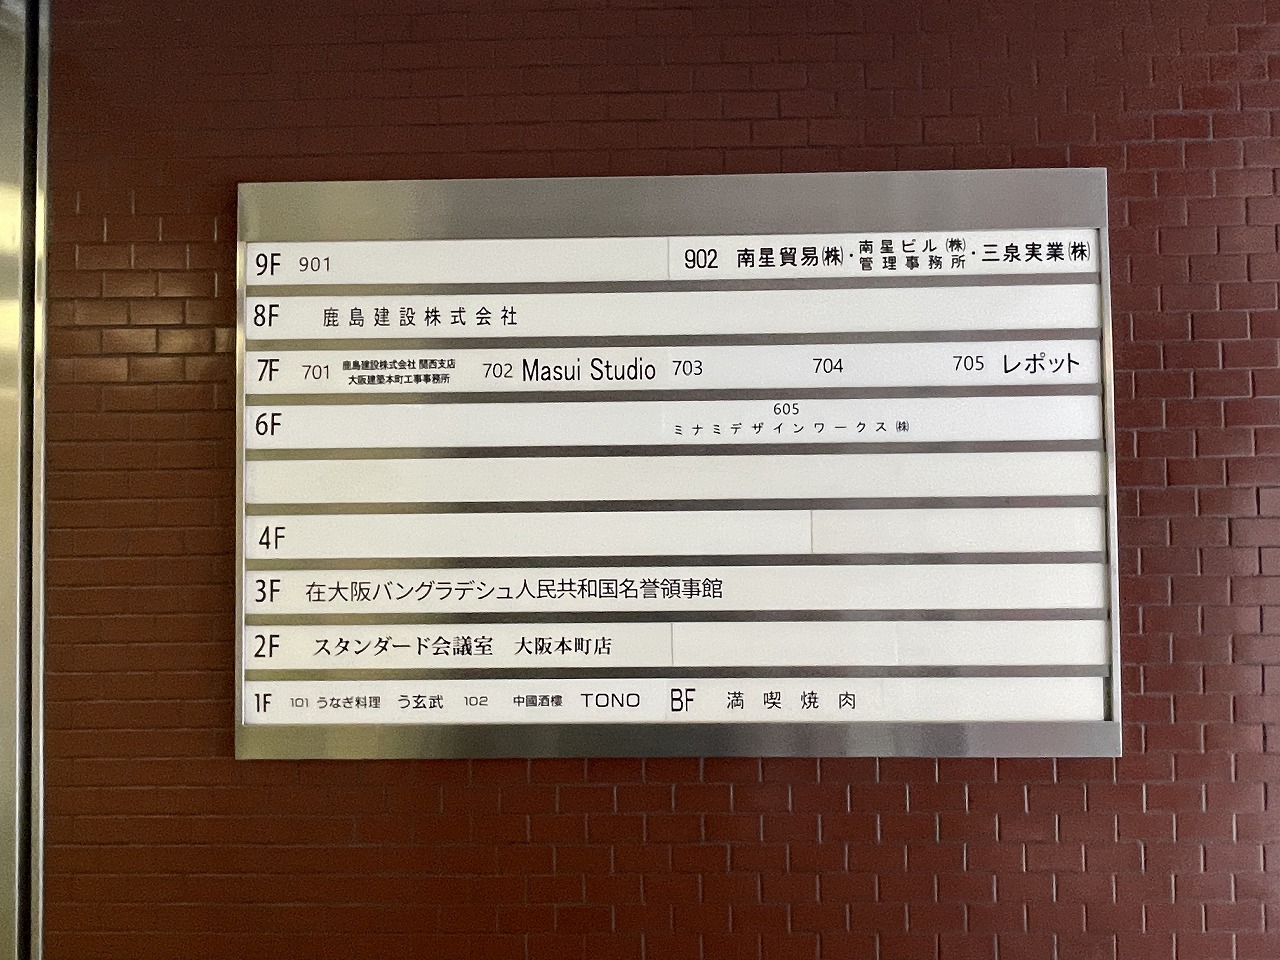 9F 901 902 南星貿易㈱・南星ビル㈱管理事務所・三泉実業㈱
8F 鹿島建設株式会社
7F 701 鹿島建設株式会社 関西支店 大阪建築本町工事事務所 702 Masui Studio 703 704 705 レポット
6F 605 ミナミデザインワークス㈱
4F
3F 在大阪バングラデシュ人民共和国名誉領事館
2F スタンダード会議室 大阪本町店
1F 101 うなぎ料理 う玄武 102 中國酒樓 TONO BF 満喫焼肉